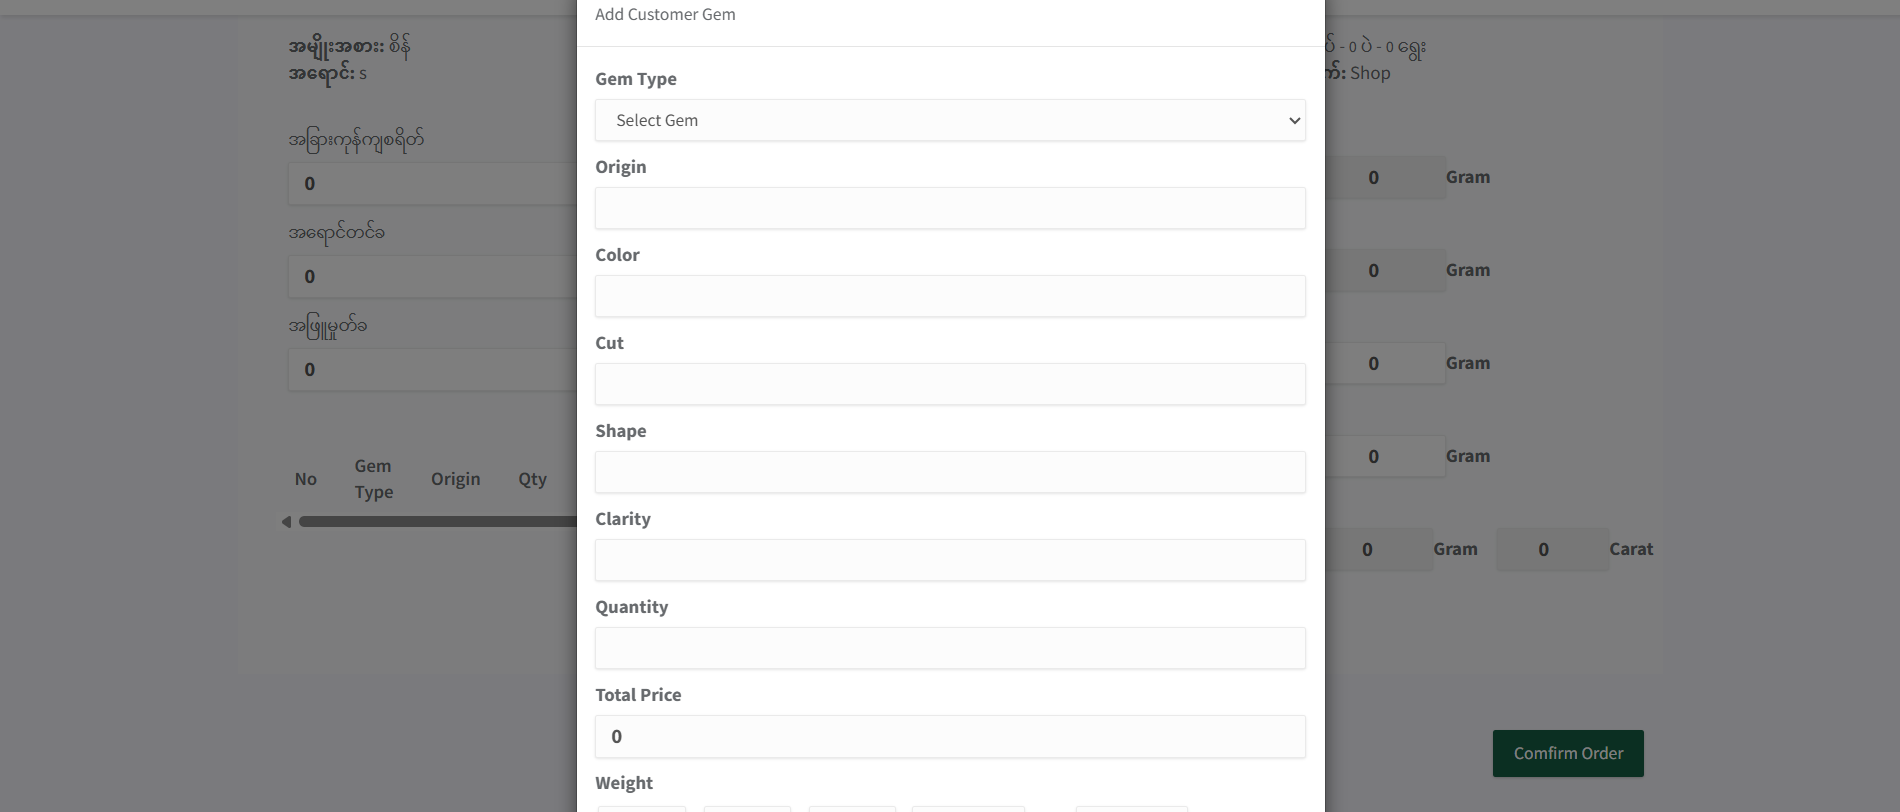 Add Customer Gem
အမျိုးအစား: စိန်
- 0 ပဲ - 0 ရွေး
အရောင်: s
Shop
Gem Type
Select Gem
အခြားကုန်ကျစရိတ်
Origin
0
0 Gram
အရောင်တင်ခ
Color
0
0 Gram
အဖြူမှုတ်ခ
Cut
0
0 Gram
Shape
0 Gram
No Gem Type Origin Qty
Clarity
0 Gram 0 Carat
Quantity
Total Price
0
Comfirm Order
Weight